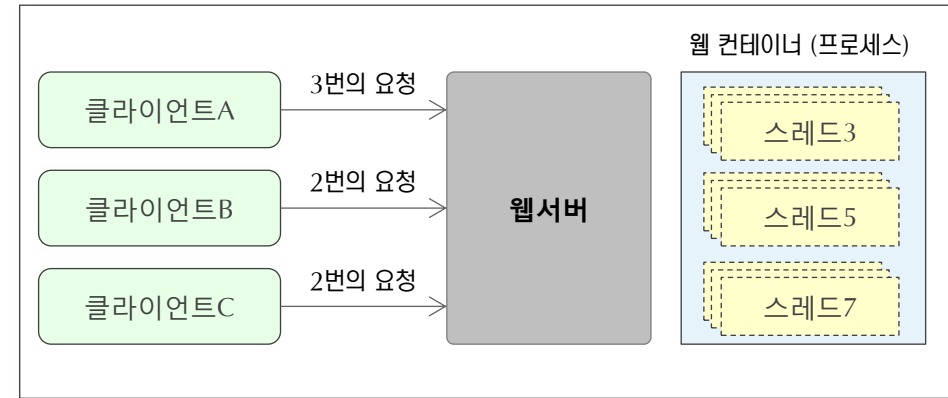 웹 컨테이너 (프로세스)
클라이언트A
3번의 요청
클라이언트B
2번의 요청
클라이언트C
2번의 요청
웹서버
스레드3
스레드5
스레드7